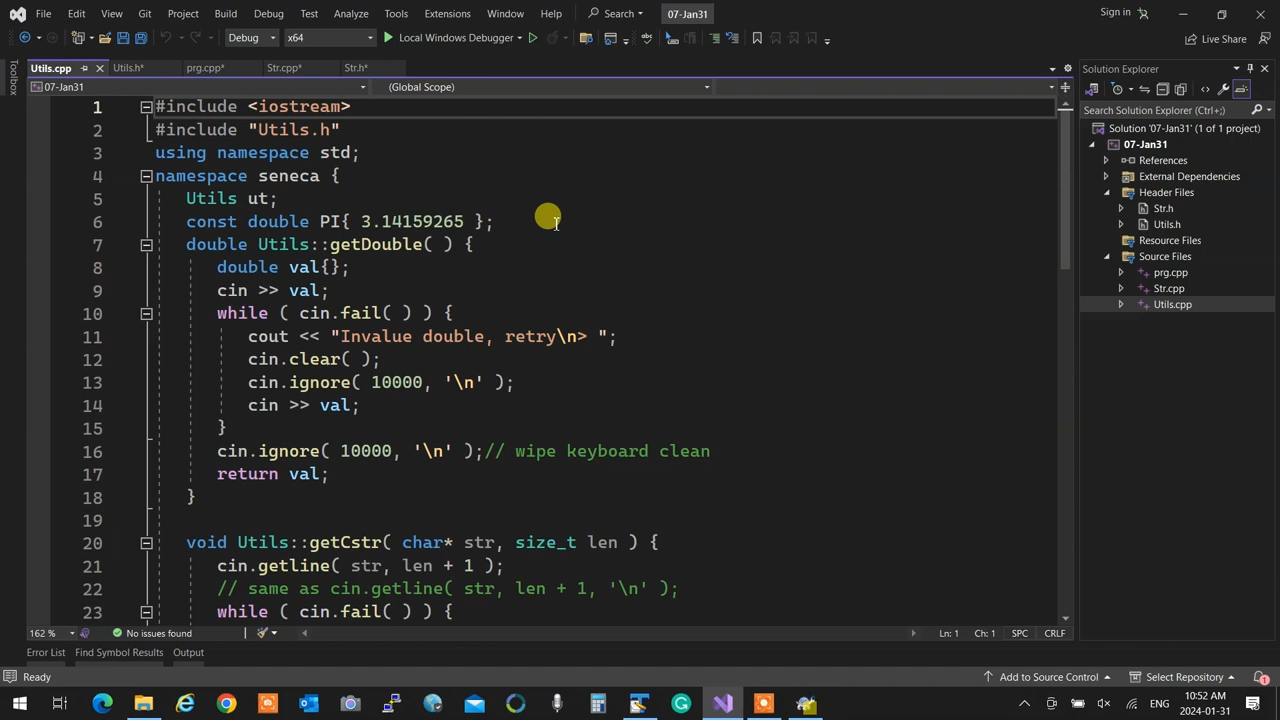 File Edit View Git Project Build Debug Test Analyze Tools Extensions Window Help Search 07-Jan31 Sign in
Debug x64 Local Windows Debugger Live Share
Utils.cpp Utils.h* prg.cpp* Str.cpp* Str.h*
07-Jan31 (Global Scope)
Toolbox
1 #include <iostream>
2 #include "Utils.h"
3 using namespace std;
4 namespace seneca {
5 Utils ut;
6 const double PI{ 3.14159265 };
7 double Utils::getDouble( ) {
8 double val{};
9 cin >> val;
10 while ( cin.fail( ) ) {
11 cout << "Invalue double, retry\n> ";
12 cin.clear( );
13 cin.ignore( 10000, '\n' );
14 cin >> val;
15 }
16 cin.ignore( 10000, '\n' );// wipe keyboard clean
17 return val;
18 }
19
20 void Utils::getCstr( char* str, size_t len ) {
21 cin.getline( str, len + 1 );
22 // same as cin.getline( str, len + 1, '\n' );
23 while ( cin.fail( ) ) {
162 % No issues found Ln: 1 Ch: 1 SPC CRLF
Solution Explorer
Search Solution Explorer (Ctrl+;)
Solution '07-Jan31' (1 of 1 project)
07-Jan31
References
External Dependencies
Header Files
Str.h
Utils.h
Resource Files
Source Files
prg.cpp
Str.cpp
Utils.cpp
Error List Find Symbol Results Output
Ready Add to Source Control Select Repository 1
ENG 10:52 AM
2024-01-31